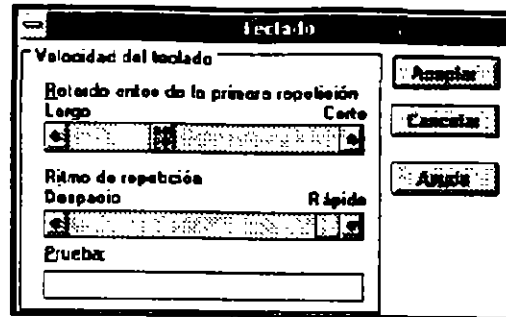 Teclado
Velocidad del teclado
Retardo antes de la primera repetición
Largo Corto
Ritmo de repetición
Despacio Rápido
Prueba:
Aceptar
Cancelar
Ayuda